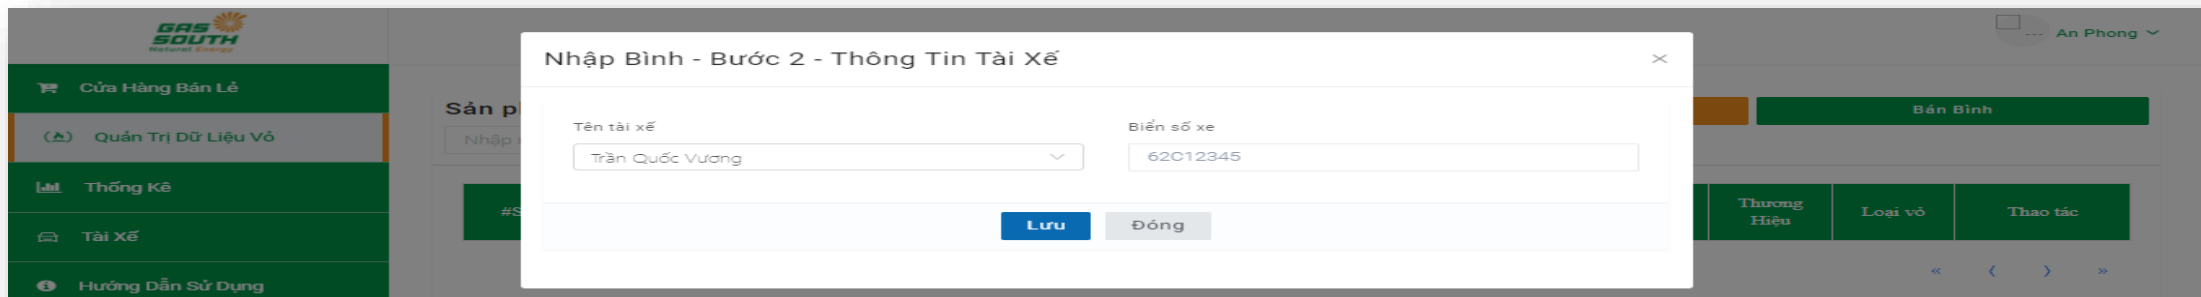 GAS
SOUTH
Natural Energy
Cửa Hàng Bán Lẻ
Quản Trị Dữ Liệu Vỏ
Thống Kê
Tài Xế
Hướng Dẫn Sử Dụng
An Phong
Sản p
Nhập
Bán Bình
#S
Thương
Hiệu
Loại vỏ
Thao tác
«
‹
›
»
Nhập Bình - Bước 2 - Thông Tin Tài Xế
×
Tên tài xế
Trần Quốc Vương
Biển số xe
62C12345
Lưu
Đóng